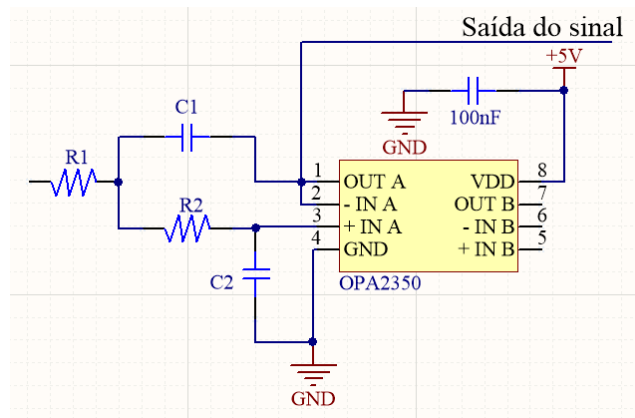 Saída do sinal
+5V
100nF
GND
C1
R1
R2
C2
1 OUT A VDD 8
2 - IN A OUT B 7
3 + IN A - IN B 6
4 GND + IN B 5
OPA2350
GND